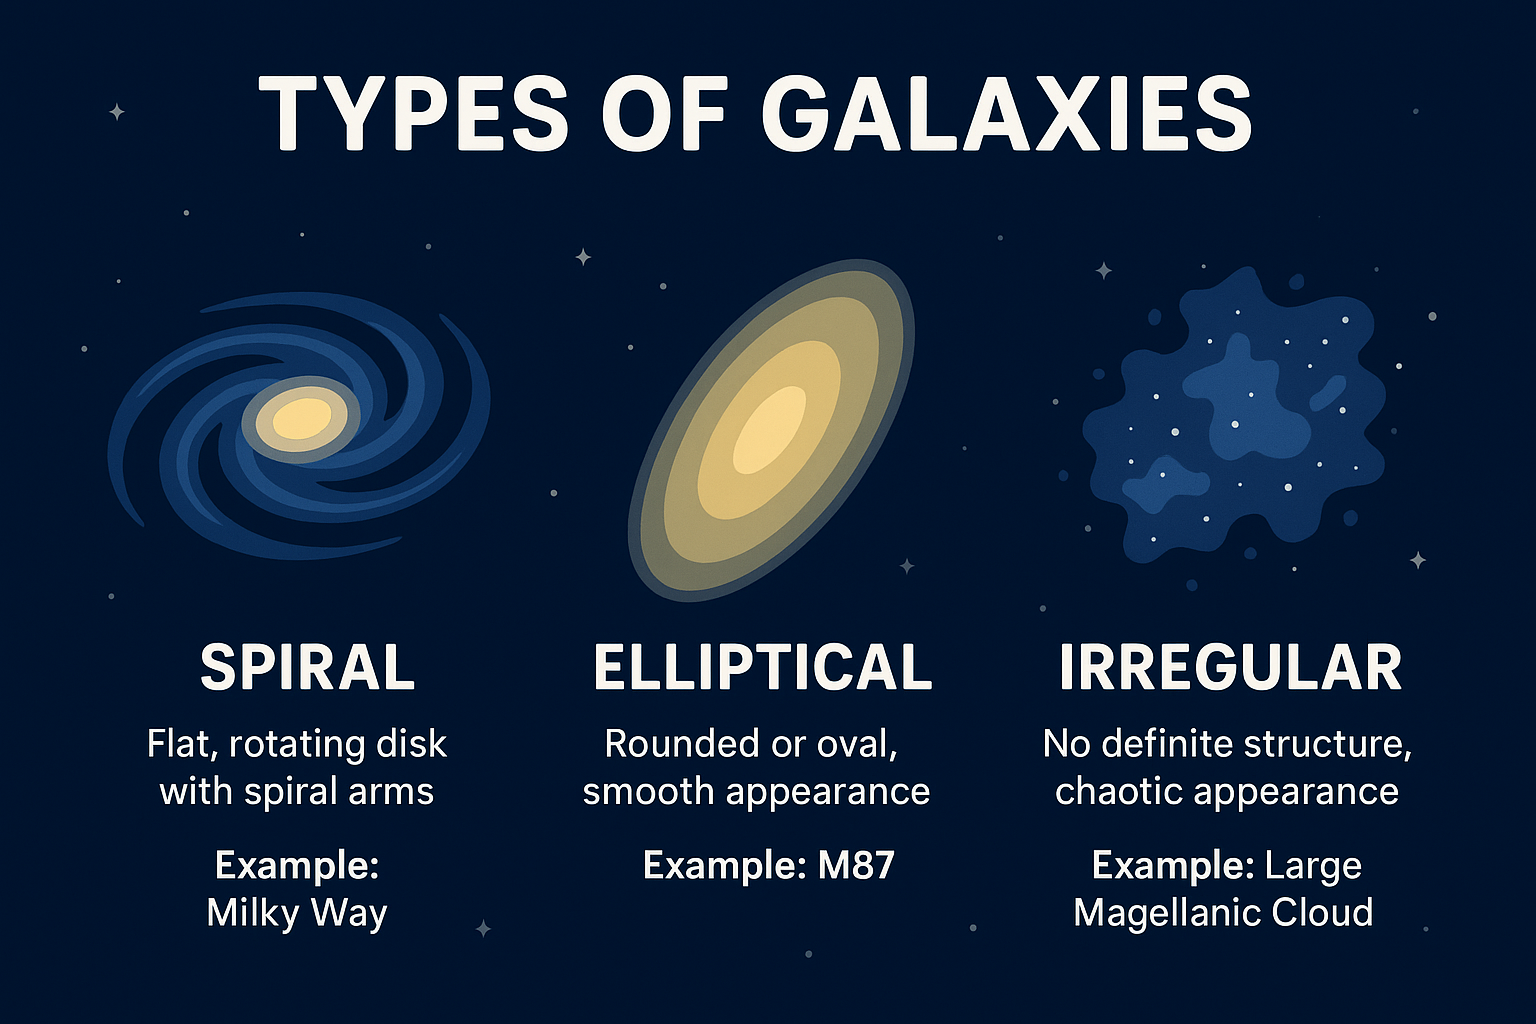 TYPES OF GALAXIES
SPIRAL
Flat, rotating disk
with spiral arms
Example:
Milky Way
ELLIPTICAL
Rounded or oval,
smooth appearance
Example: M87
IRREGULAR
No definite structure,
chaotic appearance
Example: Large
Magellanic Cloud